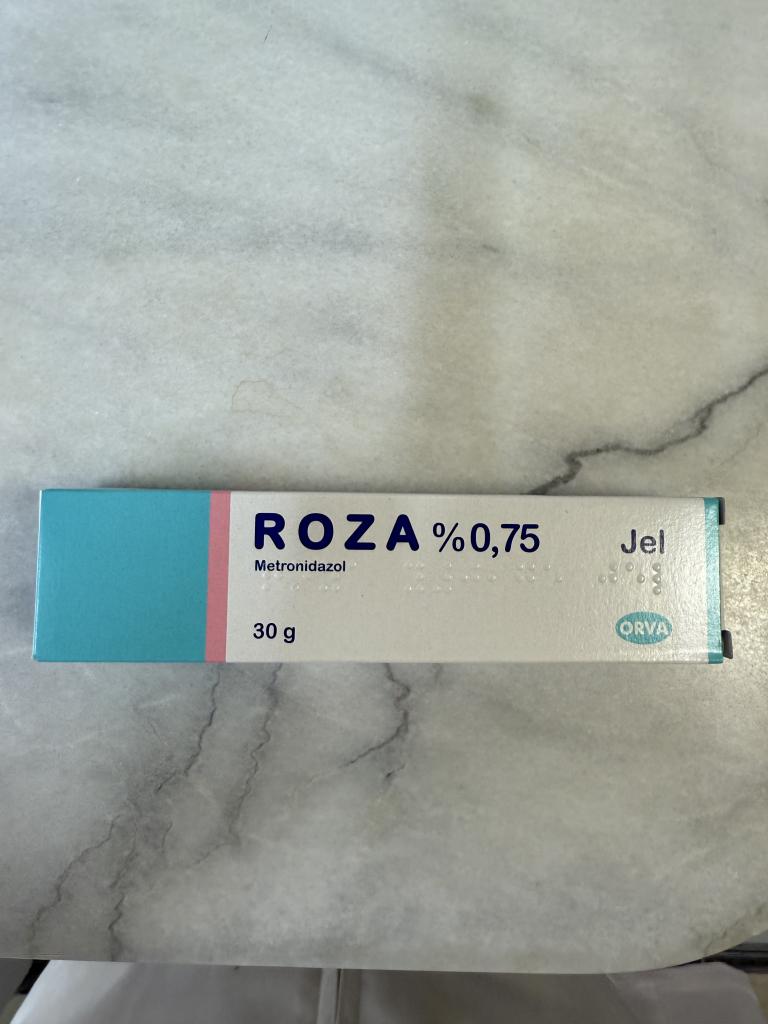 ROZA %0,75 Jel
Metronidazol
30 g ORVA